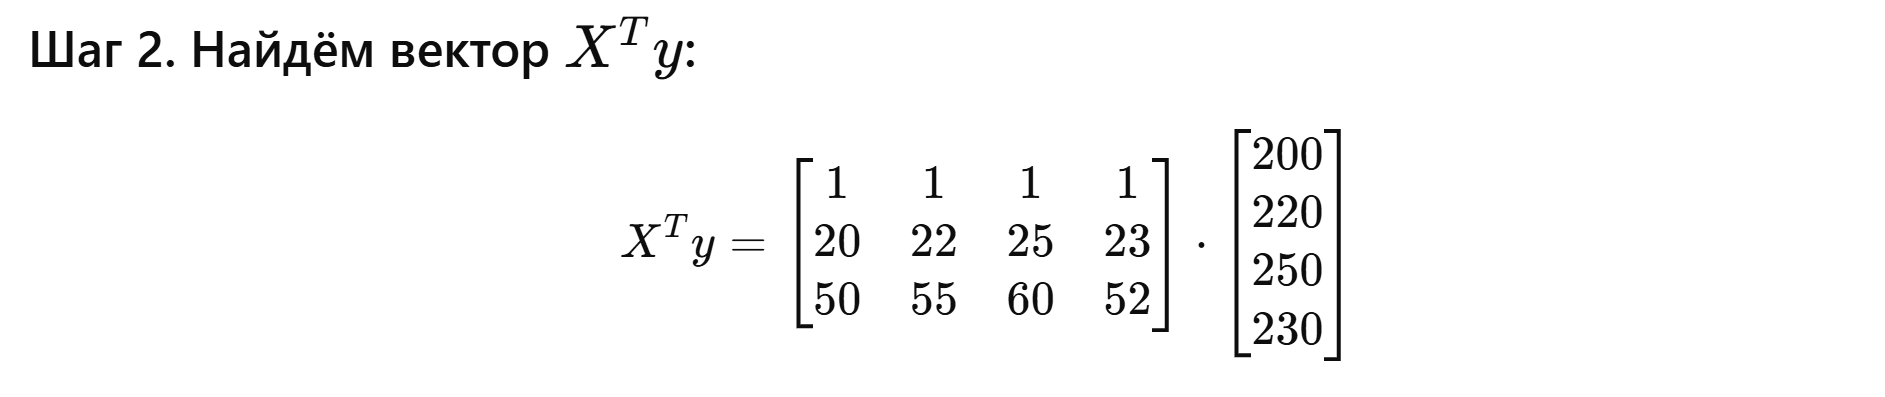 Шаг 2. Найдём вектор X^T y:
X^T y = [1 1 1 1; 20 22 25 23; 50 55 60 52] · [200; 220; 250; 230]